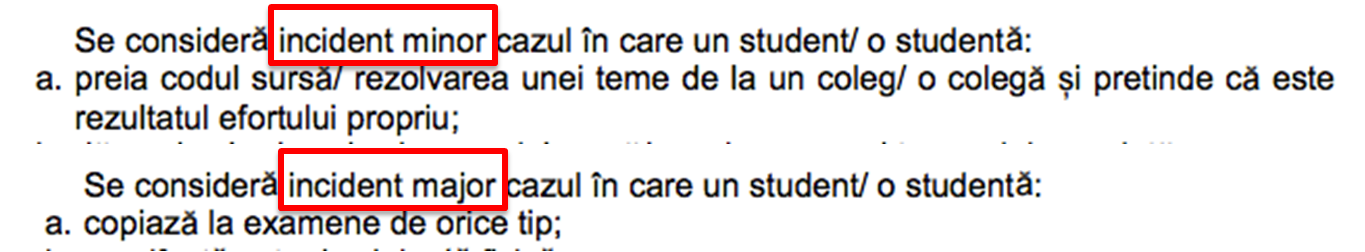 Se consideră incident minor cazul în care un student/ o studentă:
a. preia codul sursă/ rezolvarea unei teme de la un coleg/ o colegă și pretinde că este
rezultatul efortului propriu;
Se consideră incident major cazul în care un student/ o studentă:
a. copiază la examene de orice tip;